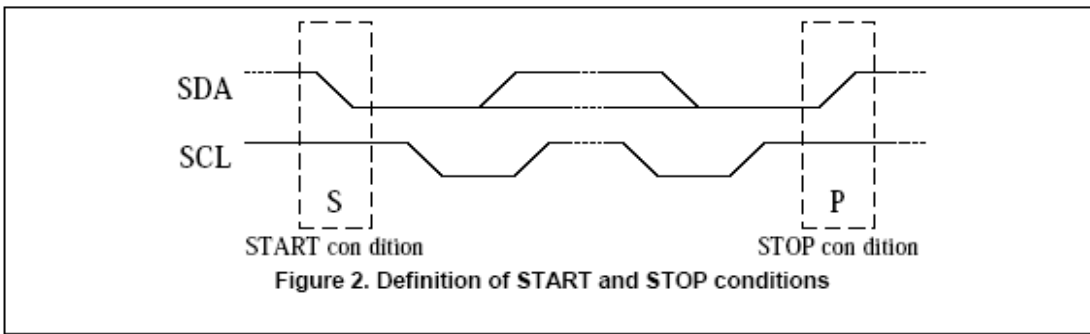 SDA
SCL
S
P
START con dition
STOP con dition
Figure 2. Definition of START and STOP conditions